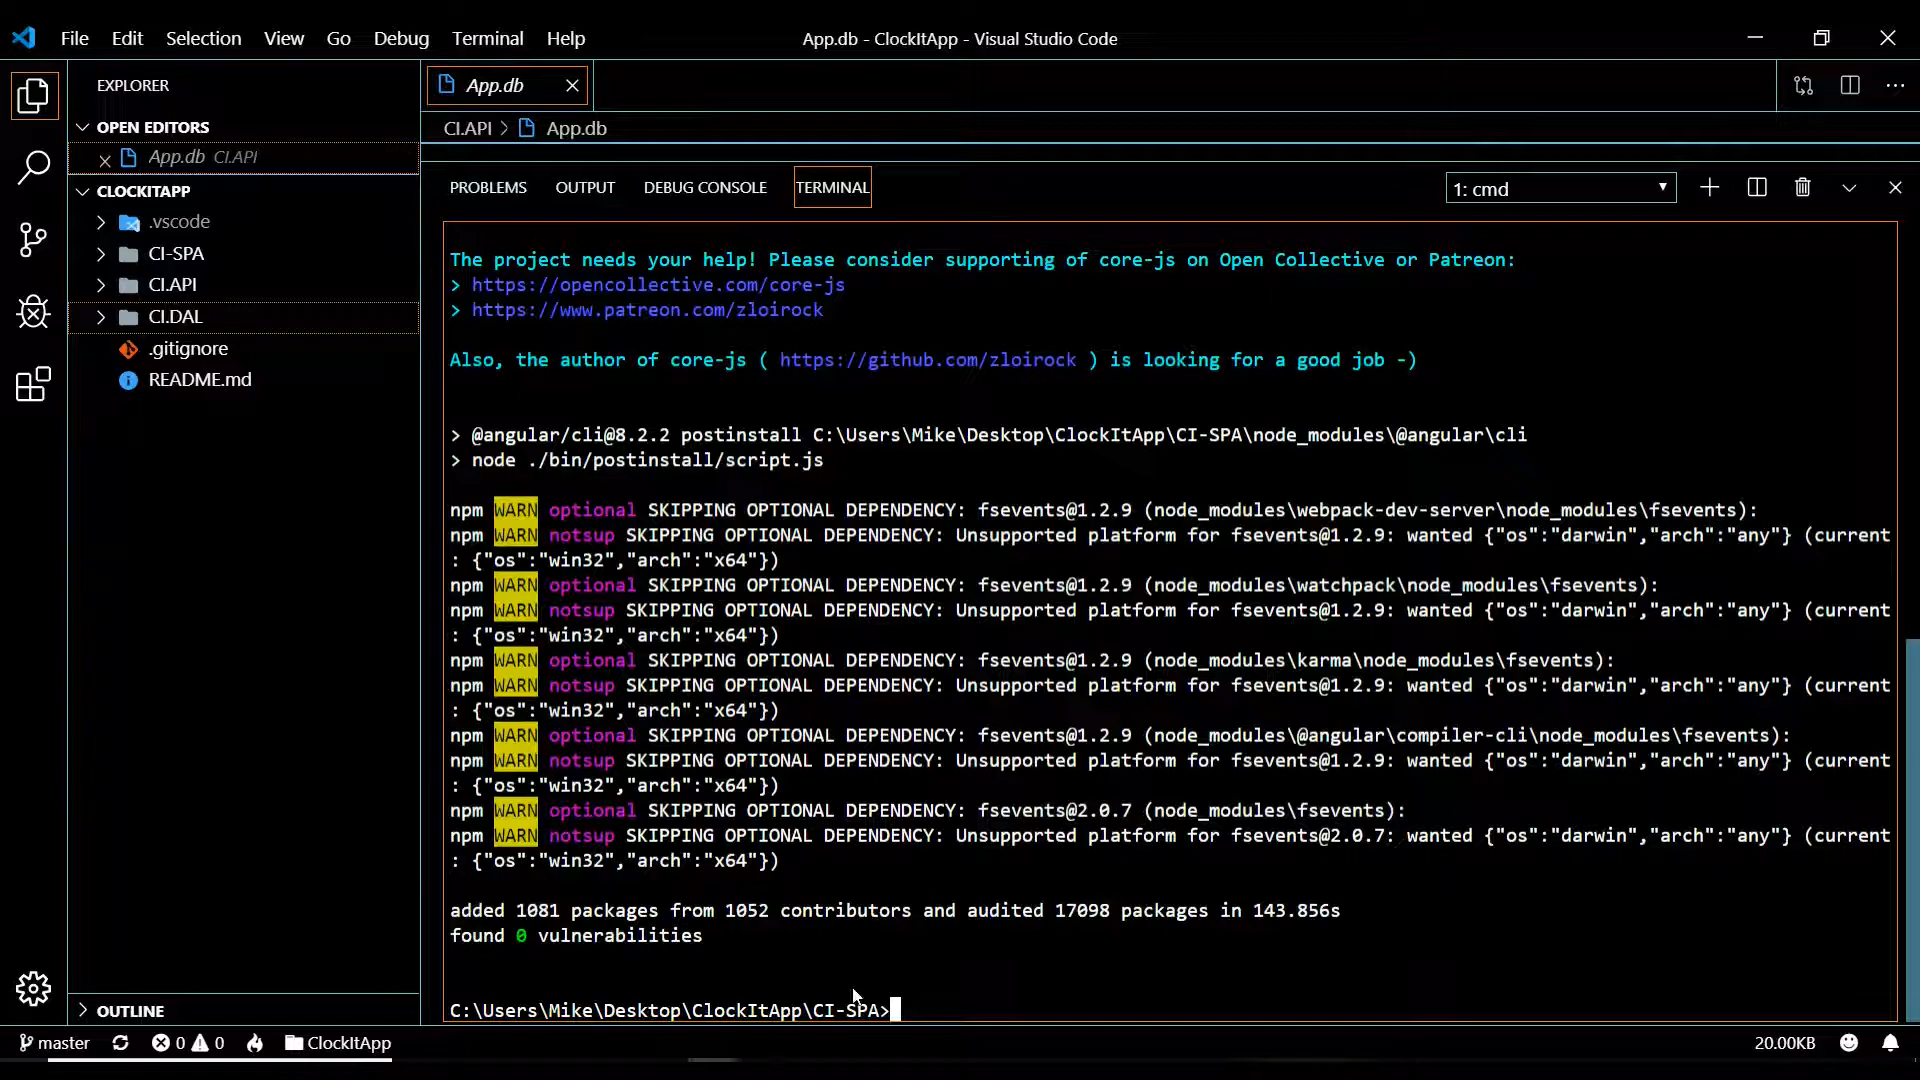 File Edit Selection View Go Debug Terminal Help
App.db - ClockItApp - Visual Studio Code
EXPLORER
OPEN EDITORS
App.db CI.API
CLOCKITAPP
.vscode
CI-SPA
CI.API
CI.DAL
.gitignore
README.md
OUTLINE
App.db
CI.API > App.db
PROBLEMS OUTPUT DEBUG CONSOLE TERMINAL
1: cmd
The project needs your help! Please consider supporting of core-js on Open Collective or Patreon:
> https://opencollective.com/core-js
> https://www.patreon.com/zloirock
Also, the author of core-js ( https://github.com/zloirock ) is looking for a good job -)
> @angular/cli@8.2.2 postinstall C:\Users\Mike\Desktop\ClockItApp\CI-SPA\node_modules\@angular\cli
> node ./bin/postinstall/script.js
npm WARN optional SKIPPING OPTIONAL DEPENDENCY: fsevents@1.2.9 (node_modules\webpack-dev-server\node_modules\fsevents):
npm WARN notsup SKIPPING OPTIONAL DEPENDENCY: Unsupported platform for fsevents@1.2.9: wanted {"os":"darwin","arch":"any"} (current
: {"os":"win32","arch":"x64"})
npm WARN optional SKIPPING OPTIONAL DEPENDENCY: fsevents@1.2.9 (node_modules\watchpack\node_modules\fsevents):
npm WARN notsup SKIPPING OPTIONAL DEPENDENCY: Unsupported platform for fsevents@1.2.9: wanted {"os":"darwin","arch":"any"} (current
: {"os":"win32","arch":"x64"})
npm WARN optional SKIPPING OPTIONAL DEPENDENCY: fsevents@1.2.9 (node_modules\karma\node_modules\fsevents):
npm WARN notsup SKIPPING OPTIONAL DEPENDENCY: Unsupported platform for fsevents@1.2.9: wanted {"os":"darwin","arch":"any"} (current
: {"os":"win32","arch":"x64"})
npm WARN optional SKIPPING OPTIONAL DEPENDENCY: fsevents@1.2.9 (node_modules\@angular\compiler-cli\node_modules\fsevents):
npm WARN notsup SKIPPING OPTIONAL DEPENDENCY: Unsupported platform for fsevents@1.2.9: wanted {"os":"darwin","arch":"any"} (current
: {"os":"win32","arch":"x64"})
npm WARN optional SKIPPING OPTIONAL DEPENDENCY: fsevents@2.0.7 (node_modules\fsevents):
npm WARN notsup SKIPPING OPTIONAL DEPENDENCY: Unsupported platform for fsevents@2.0.7: wanted {"os":"darwin","arch":"any"} (current
: {"os":"win32","arch":"x64"})
added 1081 packages from 1052 contributors and audited 17098 packages in 143.856s
found 0 vulnerabilities
C:\Users\Mike\Desktop\ClockItApp\CI-SPA>
master 0 0 ClockItApp 20.00KB